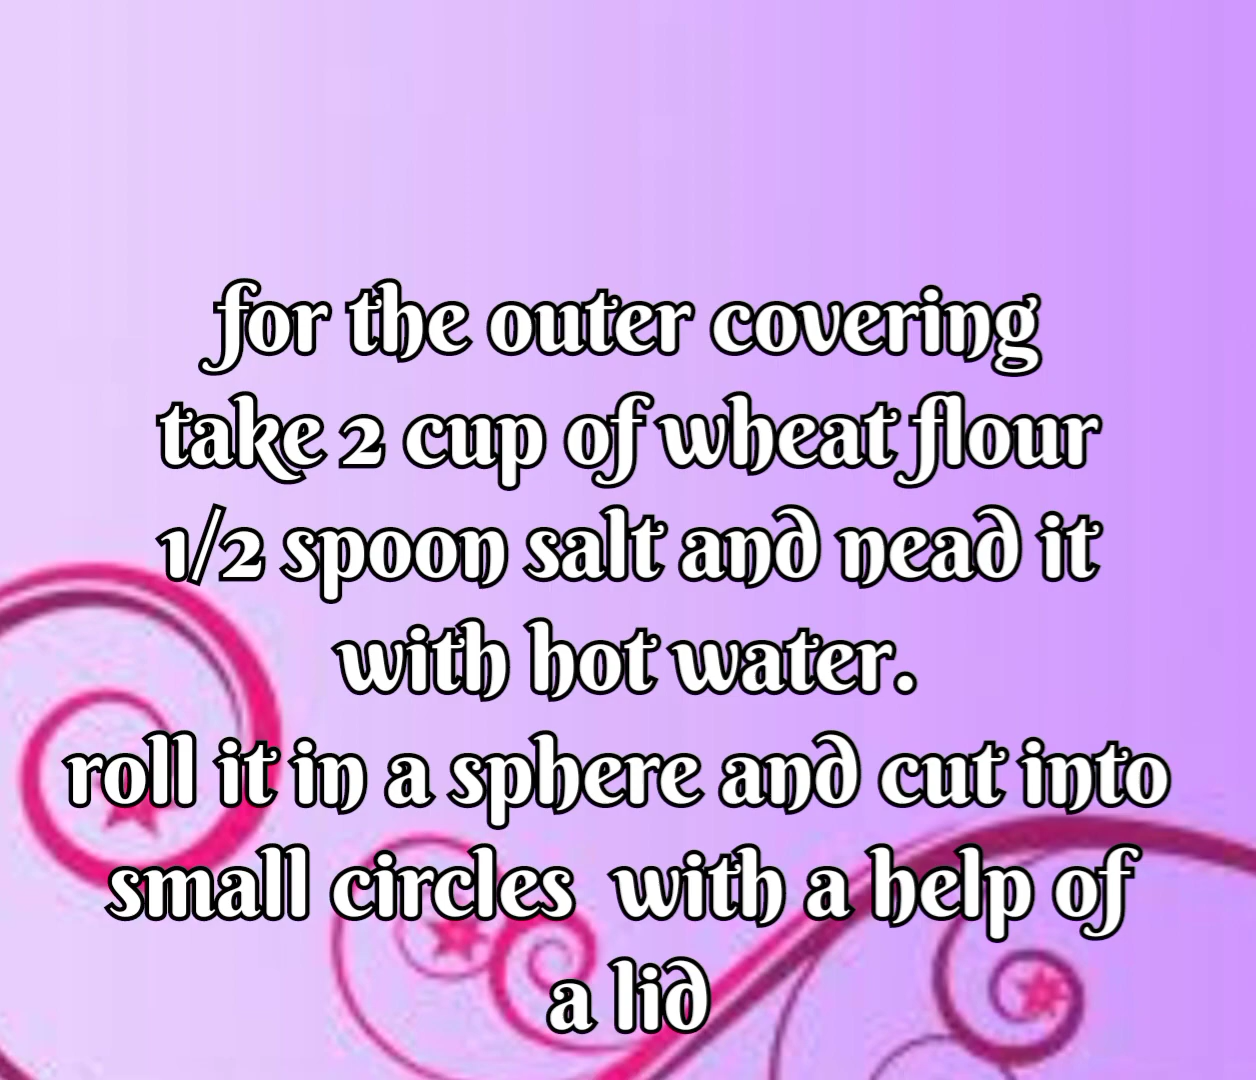 for the outer covering
take 2 cup of wheat flour
1/2 spoon salt and nead it
with hot water.
roll it in a sphere and cut into
small circles with a help of
a lid